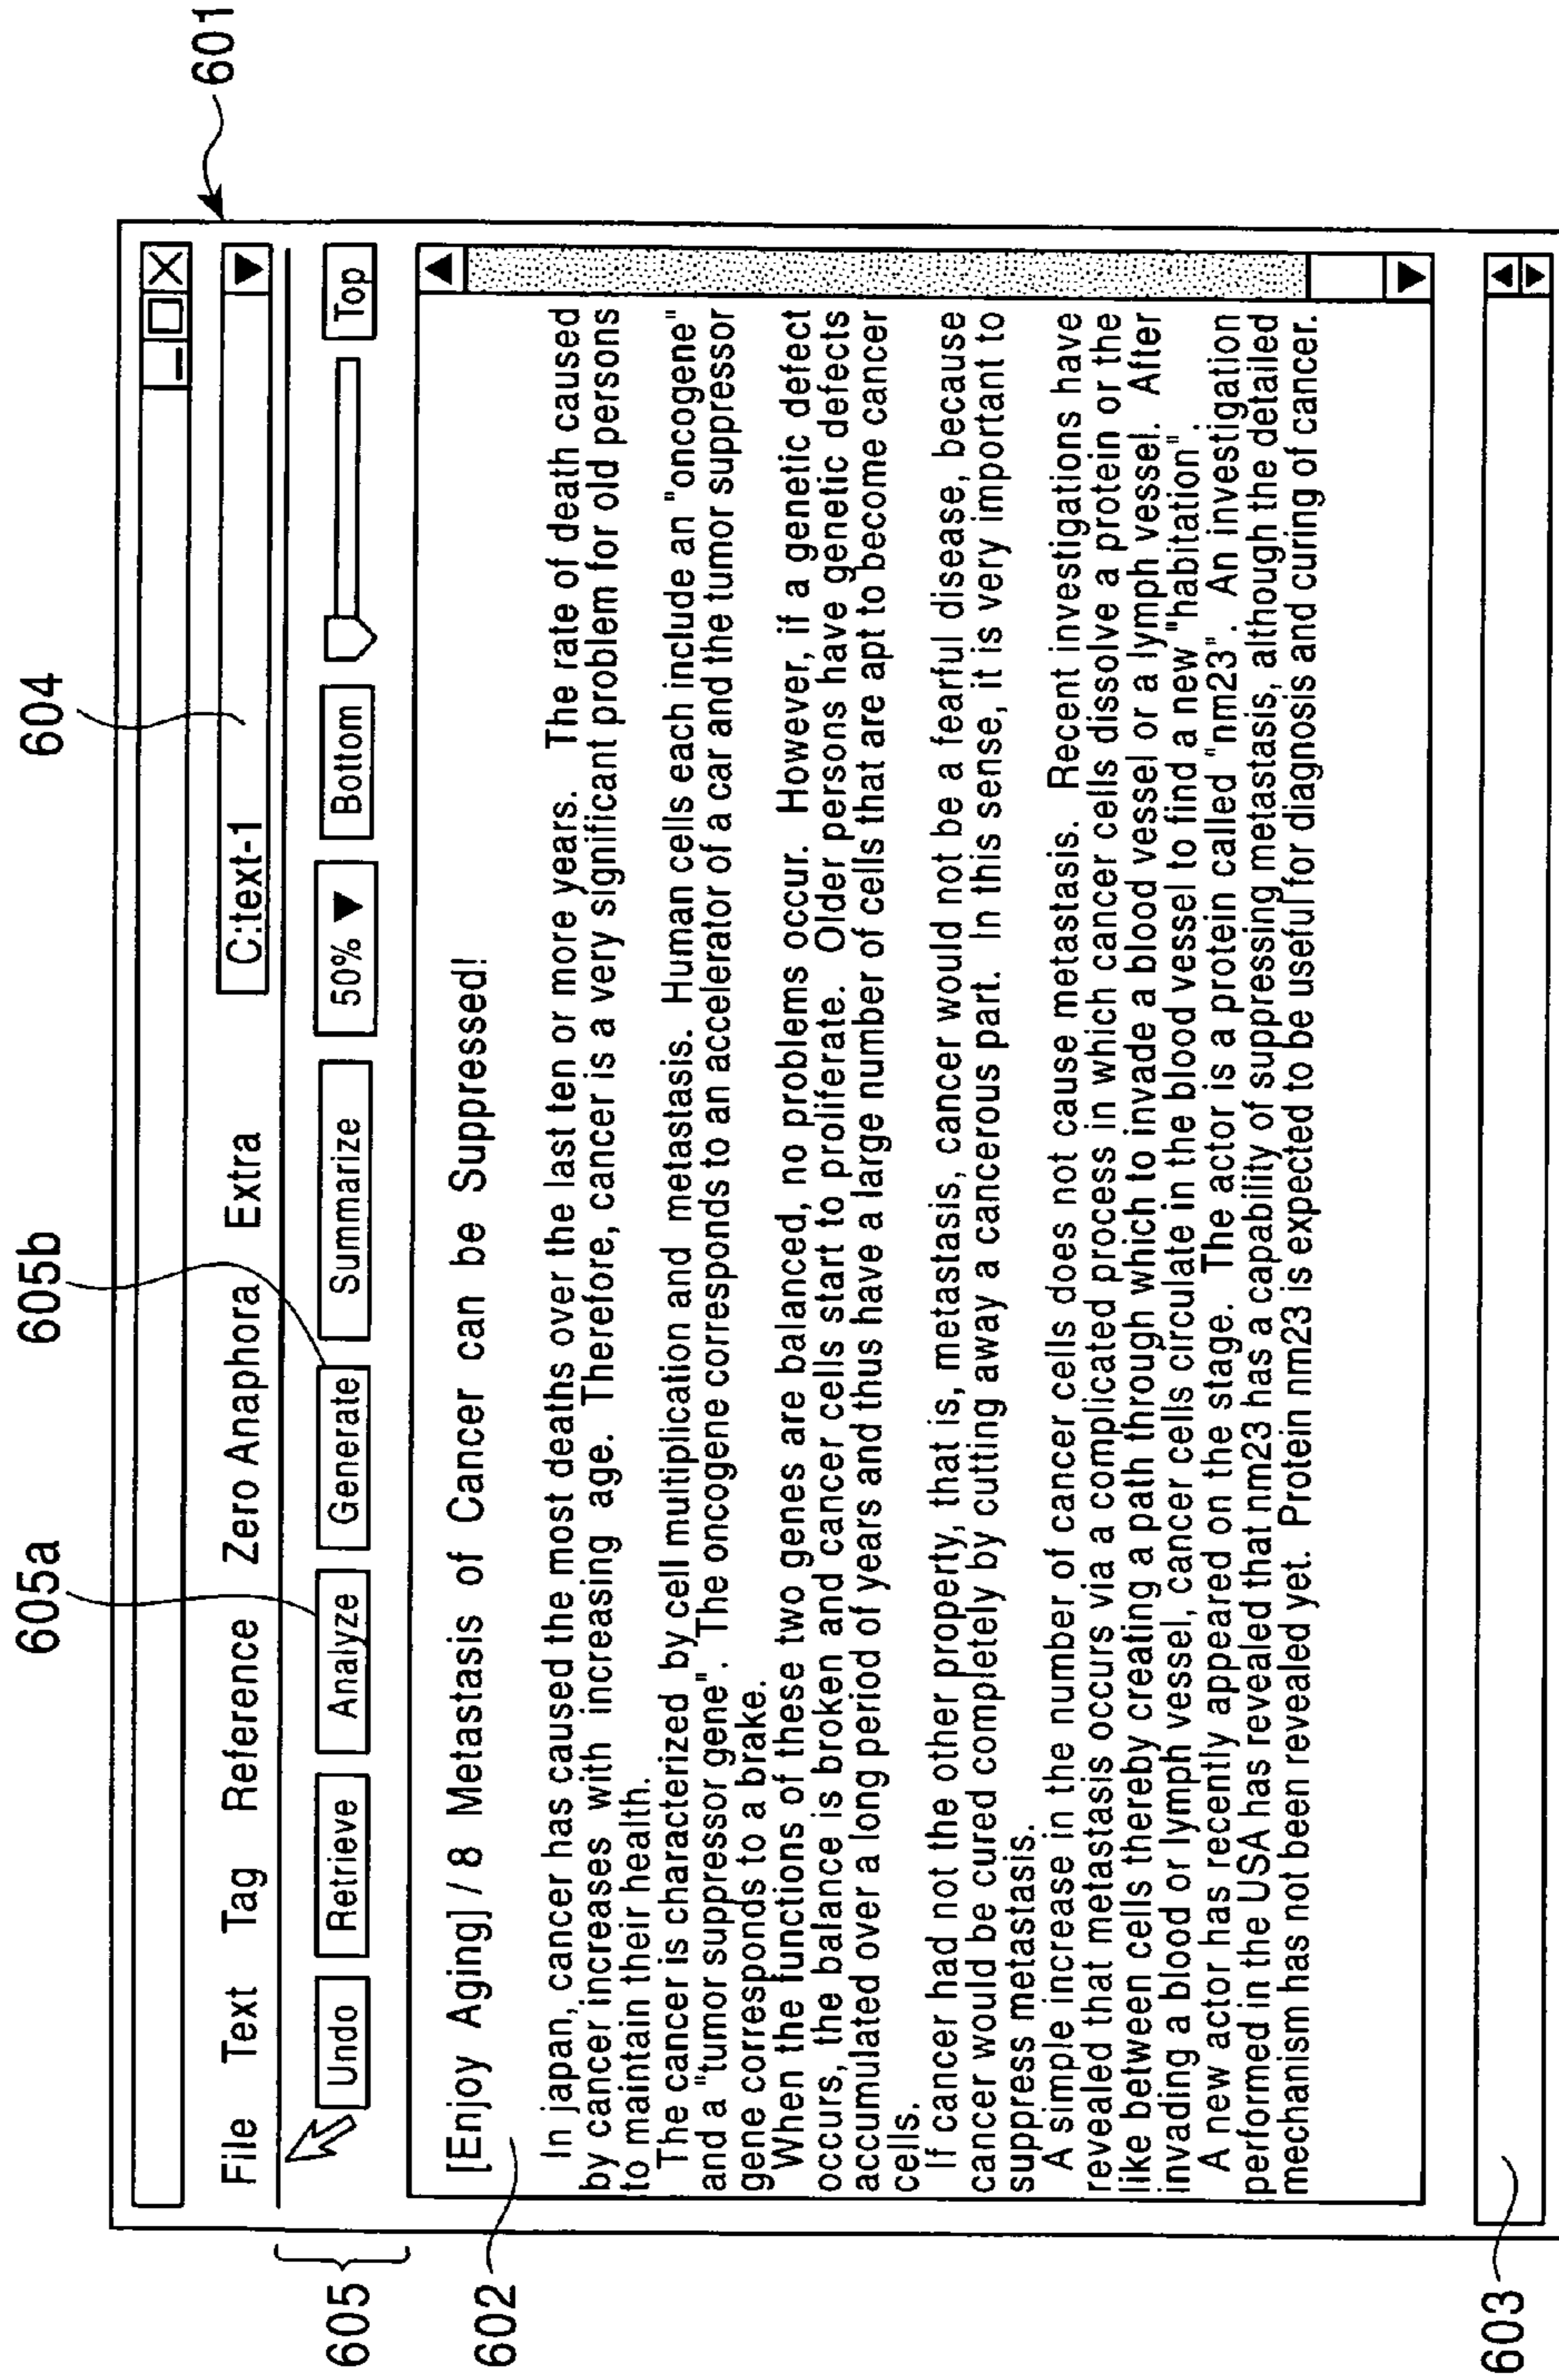 604
601
605a
605b
File Text Tag Reference Zero Anaphora Extra
C:text-1
605
Undo Retrieve Analyze Generate Summarize 50% Bottom Top
602
[Enjoy Aging] / 8 Metastasis of Cancer can be Suppressed!
In japan, cancer has caused the most deaths over the last ten or more years. The rate of death caused
by cancer increases with increasing age. Therefore, cancer is a very significant problem for old persons
to maintain their health.
The cancer is characterized by cell multiplication and metastasis. Human cells each include an "oncogene"
and a "tumor suppressor gene". The oncogene corresponds to an accelerator of a car and the tumor suppressor
gene corresponds to a brake.
When the functions of these two genes are balanced, no problems occur. However, if a genetic defect
occurs, the balance is broken and cancer cells start to proliferate. Older persons have genetic defects
accumulated over a long period of years and thus have a large number of cells that are apt to become cancer
cells.
If cancer had not the other property, that is, metastasis, cancer would not be a fearful disease, because
cancer would be cured completely by cutting away a cancerous part. In this sense, it is very important to
suppress metastasis.
A simple increase in the number of cancer cells does not cause metastasis. Recent investigations have
revealed that metastasis occurs via a complicated process in which cancer cells dissolve a protein or the
like between cells thereby creating a path through which to invade a blood vessel or a lymph vessel. After
invading a blood or lymph vessel, cancer cells circulate in the blood vessel to find a new "habitation".
A new actor has recently appeared on the stage. The actor is a protein called "nm23". An investigation
performed in the USA has revealed that nm23 has a capability of suppressing metastasis, although the detailed
mechanism has not been revealed yet. Protein nm23 is expected to be useful for diagnosis and curing of cancer.
603